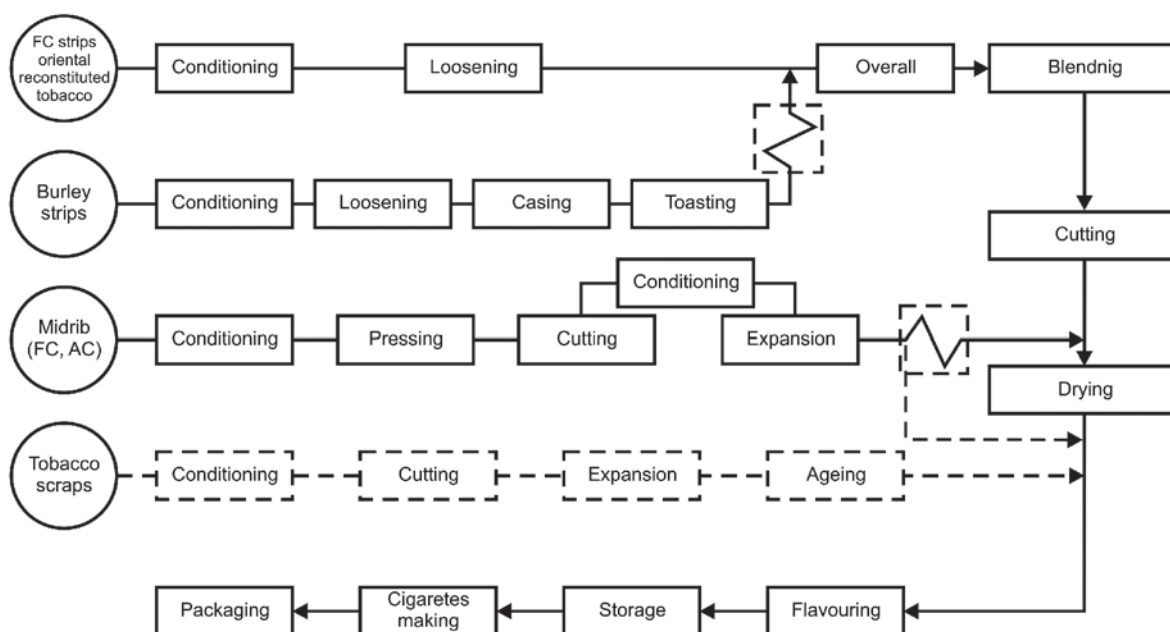 FC strips
oriental
reconstituted
tobacco
Conditioning
Loosening
Overall
Blendnig
Burley
strips
Conditioning
Loosening
Casing
Toasting
Cutting
Midrib
(FC, AC)
Conditioning
Pressing
Cutting
Conditioning
Expansion
Drying
Tobacco
scraps
Conditioning
Cutting
Expansion
Ageing
Packaging
Cigaretes
making
Storage
Flavouring